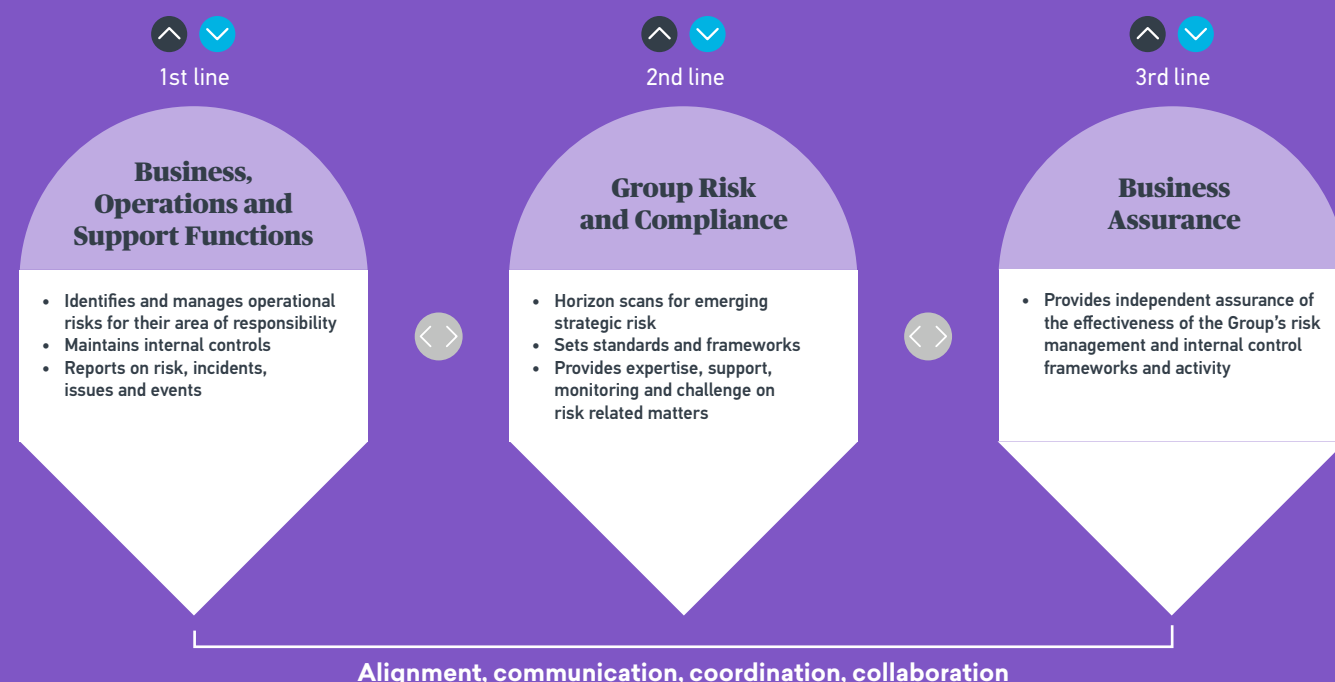 1st line
Business,
Operations and
Support Functions
• Identifies and manages operational
risks for their area of responsibility
• Maintains internal controls
• Reports on risk, incidents,
issues and events
2nd line
Group Risk
and Compliance
• Horizon scans for emerging
strategic risk
• Sets standards and frameworks
• Provides expertise, support,
monitoring and challenge on
risk related matters
3rd line
Business
Assurance
• Provides independent assurance of
the effectiveness of the Group’s risk
management and internal control
frameworks and activity
Alignment, communication, coordination, collaboration